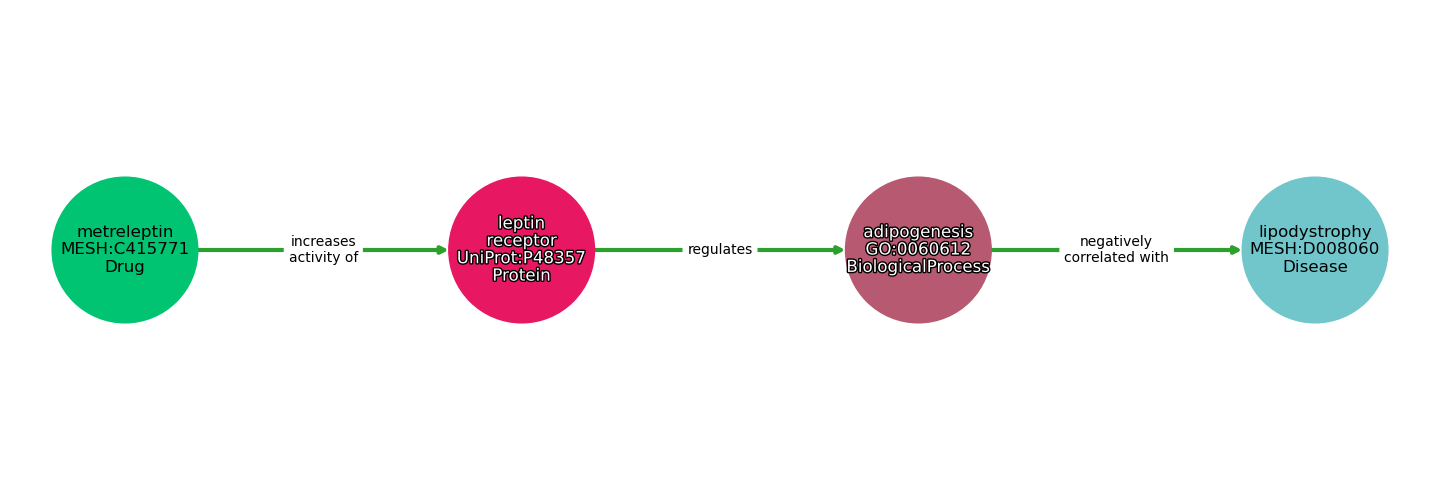 metreleptin
MESH:C415771
Drug
increases
activity of
leptin
receptor
UniProt:P48357
Protein
regulates
adipogenesis
GO:0060612
BiologicalProcess
negatively
correlated with
lipodystrophy
MESH:D008060
Disease